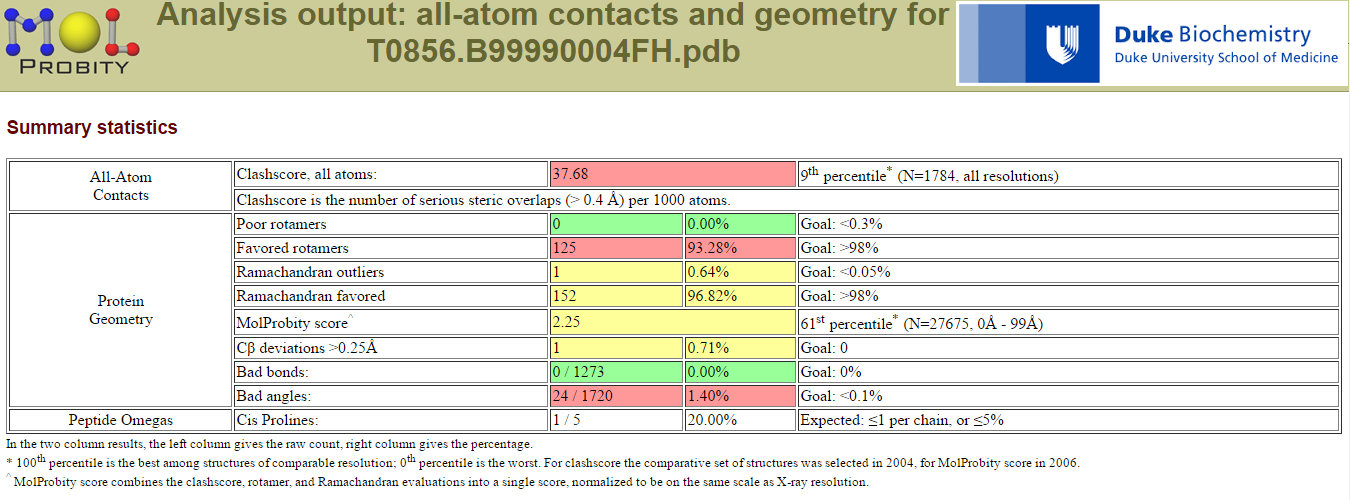 MOL
PROBITY
Analysis output: all-atom contacts and geometry for
T0856.B99990004FH.pdb
Duke Biochemistry
Duke University School of Medicine
Summary statistics
All-Atom
Contacts
Clashscore, all atoms: 37.68 9th percentile* (N=1784, all resolutions)
Clashscore is the number of serious steric overlaps (> 0.4 Å) per 1000 atoms.
Protein
Geometry
Poor rotamers 0 0.00% Goal: <0.3%
Favored rotamers 125 93.28% Goal: >98%
Ramachandran outliers 1 0.64% Goal: <0.05%
Ramachandran favored 152 96.82% Goal: >98%
MolProbity score^ 2.25 61st percentile* (N=27675, 0Å - 99Å)
Cβ deviations >0.25Å 1 0.71% Goal: 0
Bad bonds: 0 / 1273 0.00% Goal: 0%
Bad angles: 24 / 1720 1.40% Goal: <0.1%
Peptide Omegas Cis Prolines: 1 / 5 20.00% Expected: ≤1 per chain, or ≤5%
In the two column results, the left column gives the raw count, right column gives the percentage.
* 100th percentile is the best among structures of comparable resolution; 0th percentile is the worst. For clashscore the comparative set of structures was selected in 2004, for MolProbity score in 2006.
^ MolProbity score combines the clashscore, rotamer, and Ramachandran evaluations into a single score, normalized to be on the same scale as X-ray resolution.